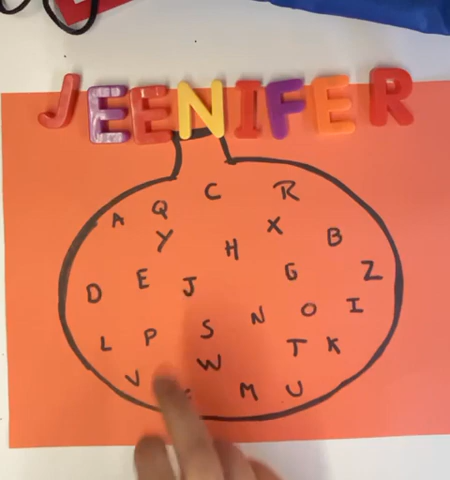 JEENIFER
A Q C R
Y H X B
D E J G Z
L P S N O I
W T K
V M U